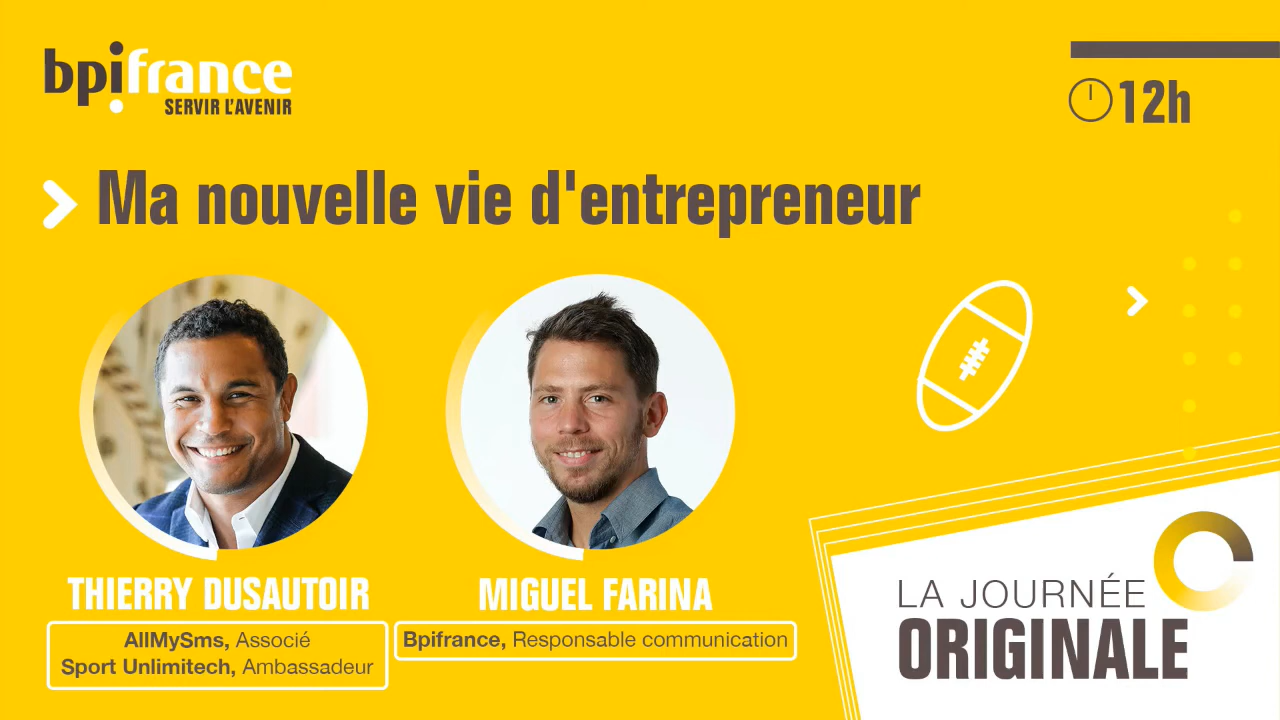 bpifrance
SERVIR L'AVENIR
12h
Ma nouvelle vie d'entrepreneur
THIERRY DUSAUTOIR
AllMySms, Associé
Sport Unlimitech, Ambassadeur
MIGUEL FARINA
Bpifrance, Responsable communication
LA JOURNÉE
ORIGINALE